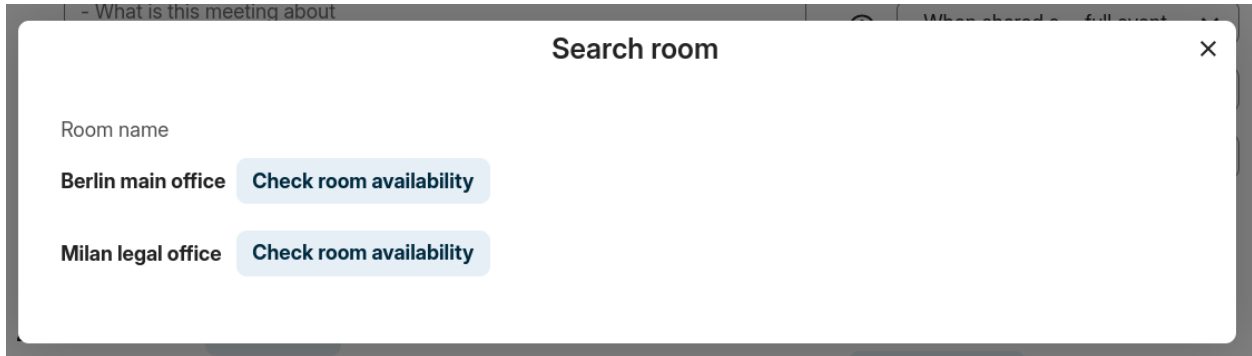 - What is this meeting about
Search room
Room name
Berlin main office Check room availability
Milan legal office Check room availability